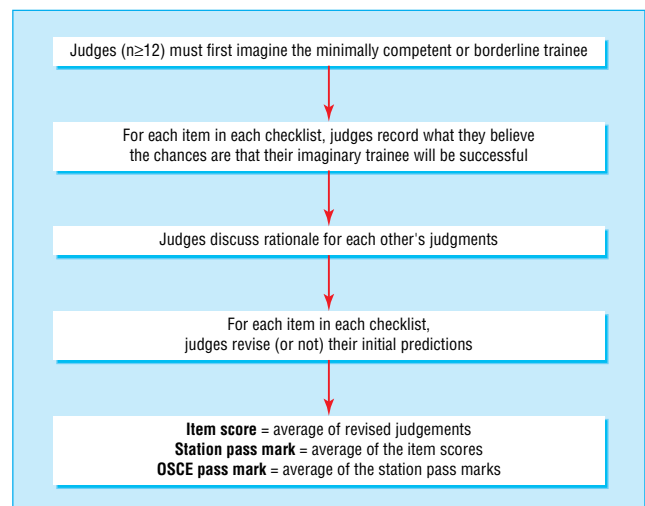 Judges (n≥12) must first imagine the minimally competent or borderline trainee
For each item in each checklist, judges record what they believe
the chances are that their imaginary trainee will be successful
Judges discuss rationale for each other's judgments
For each item in each checklist,
judges revise (or not) their initial predictions
Item score = average of revised judgements
Station pass mark = average of the item scores
OSCE pass mark = average of the station pass marks